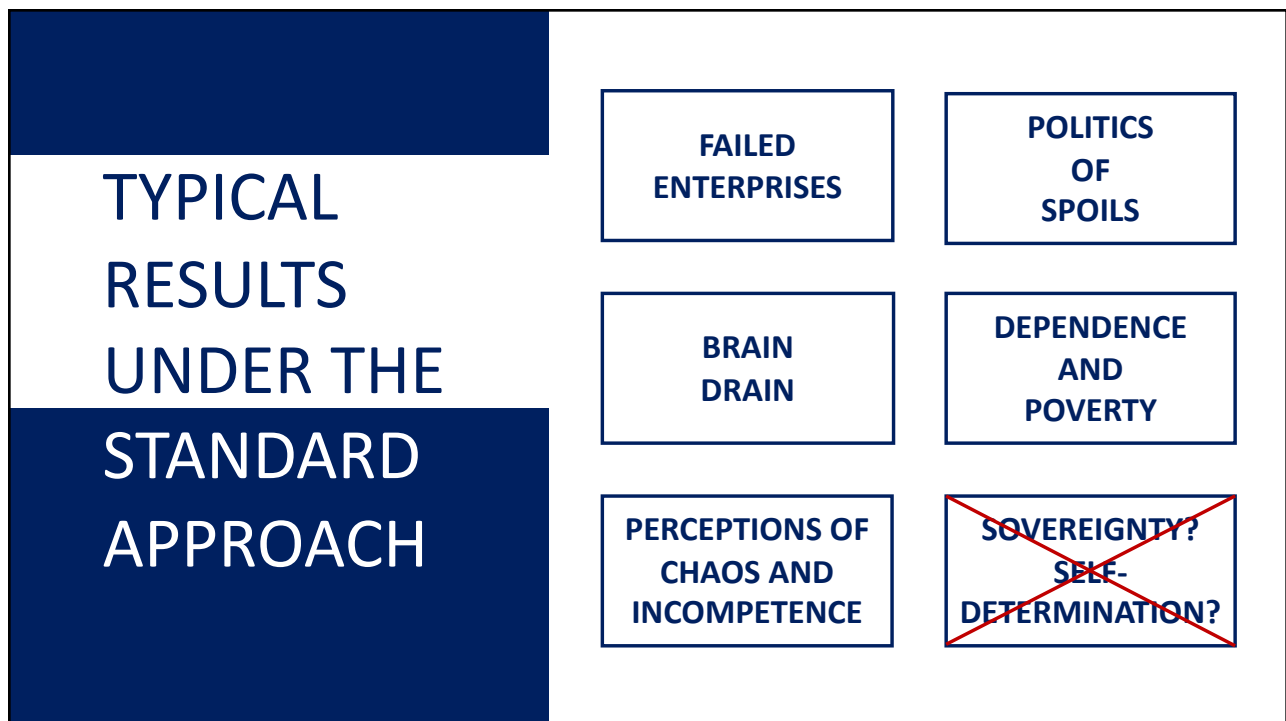 TYPICAL
RESULTS
UNDER THE
STANDARD
APPROACH
FAILED
ENTERPRISES
POLITICS
OF
SPOILS
BRAIN
DRAIN
DEPENDENCE
AND
POVERTY
PERCEPTIONS OF
CHAOS AND
INCOMPETENCE
SOVEREIGNTY?
SELF-
DETERMINATION?